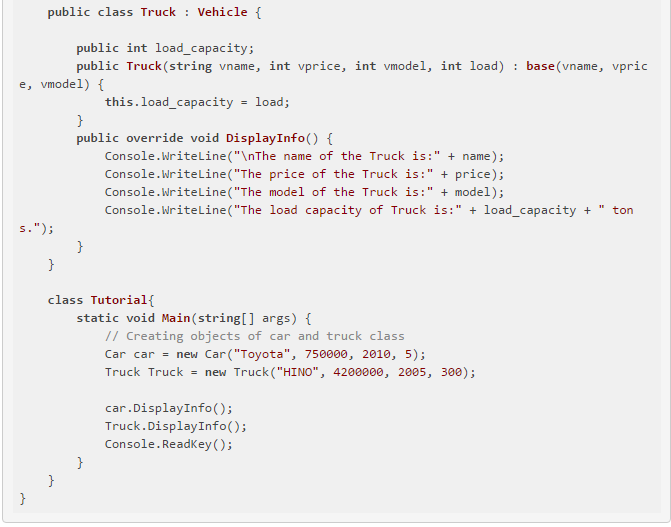 public class Truck : Vehicle {
public int load_capacity;
public Truck(string vname, int vprice, int vmodel, int load) : base(vname, vpric
e, vmodel) {
this.load_capacity = load;
}
public override void DisplayInfo() {
Console.WriteLine("\nThe name of the Truck is:" + name);
Console.WriteLine("The price of the Truck is:" + price);
Console.WriteLine("The model of the Truck is:" + model);
Console.WriteLine("The load capacity of Truck is:" + load_capacity + " ton
s.");
}
}
class Tutorial{
static void Main(string[] args) {
// Creating objects of car and truck class
Car car = new Car("Toyota", 750000, 2010, 5);
Truck Truck = new Truck("HINO", 4200000, 2005, 300);
car.DisplayInfo();
Truck.DisplayInfo();
Console.ReadKey();
}
}
}